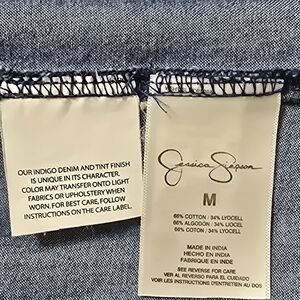 OUR INDIGO DENIM AND TINT FINISH
IS UNIQUE IN ITS CHARACTER.
COLOR MAY TRANSFER ONTO LIGHT
FABRICS OR UPHOLSTERY WHEN
WORN. FOR BEST CARE, FOLLOW
INSTRUCTIONS ON THE CARE LABEL.
Jessica Simpson
M
66% COTTON / 34% LYOCELL
66% ALGODÓN / 34% LIOCEL
66% COTON / 34% LYOCELL
MADE IN INDIA
HECHO EN INDIA
FABRIQUE EN INDE
SEE REVERSE FOR CARE
VER AL REVERSO PARA EL CUIDADO
VOIR LES INSTRUCTIONS D'ENTRETIEN AU DOS